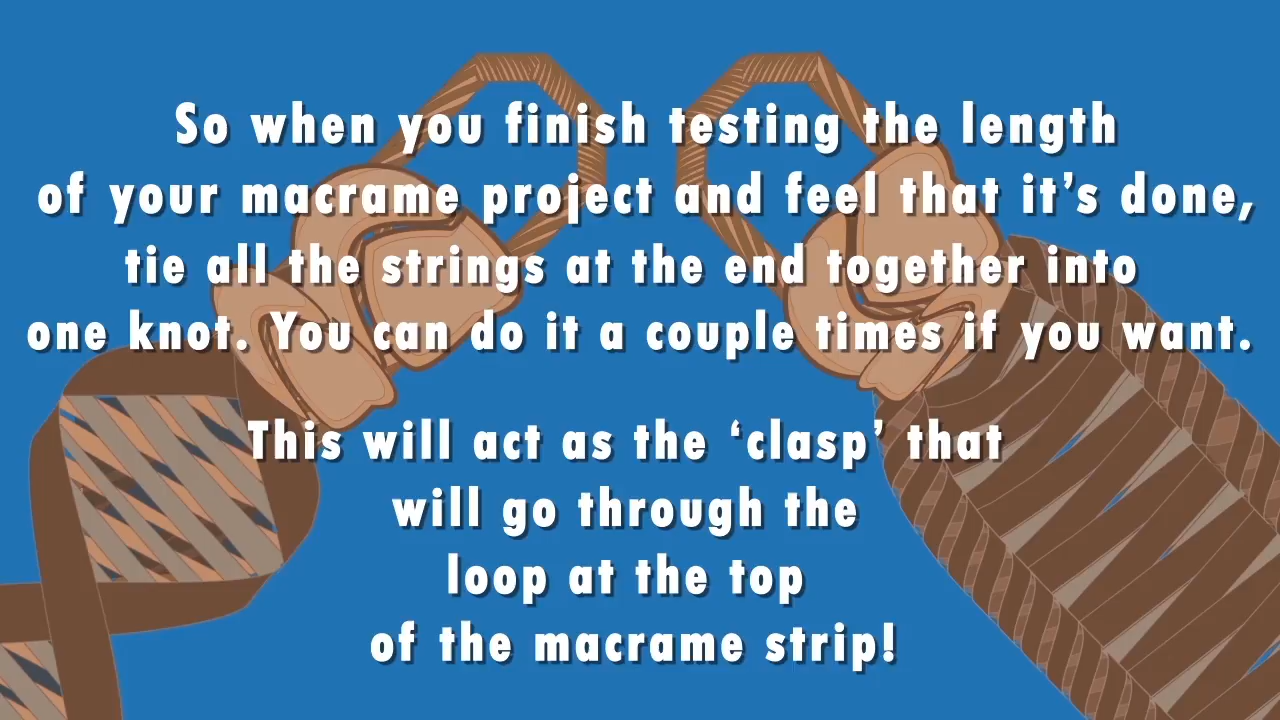 So when you finish testing the length
of your macrame project and feel that it’s done,
tie all the strings at the end together into
one knot. You can do it a couple times if you want.
This will act as the ‘clasp’ that
will go through the
loop at the top
of the macrame strip!